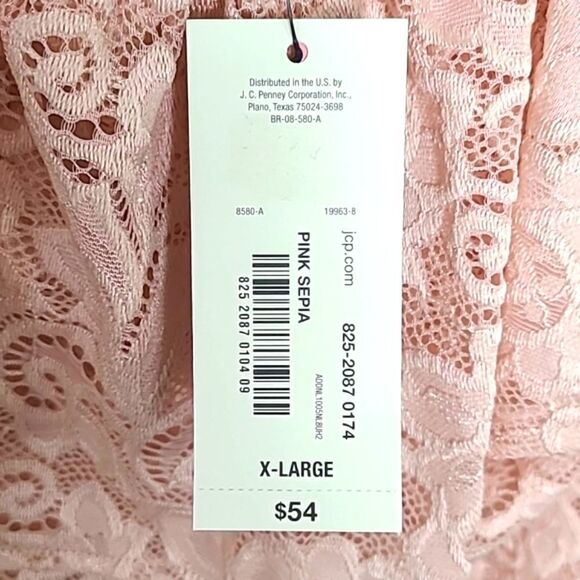 Distributed in the U.S. by
J. C. Penney Corporation, Inc.,
Plano, Texas 75024-3698
BR-08-580-A
8580-A 19963-8
jcp.com
825-2087 0174
A00NL1005NL8UH2
PINK SEPIA
825 2087 0104 09
X-LARGE
$54